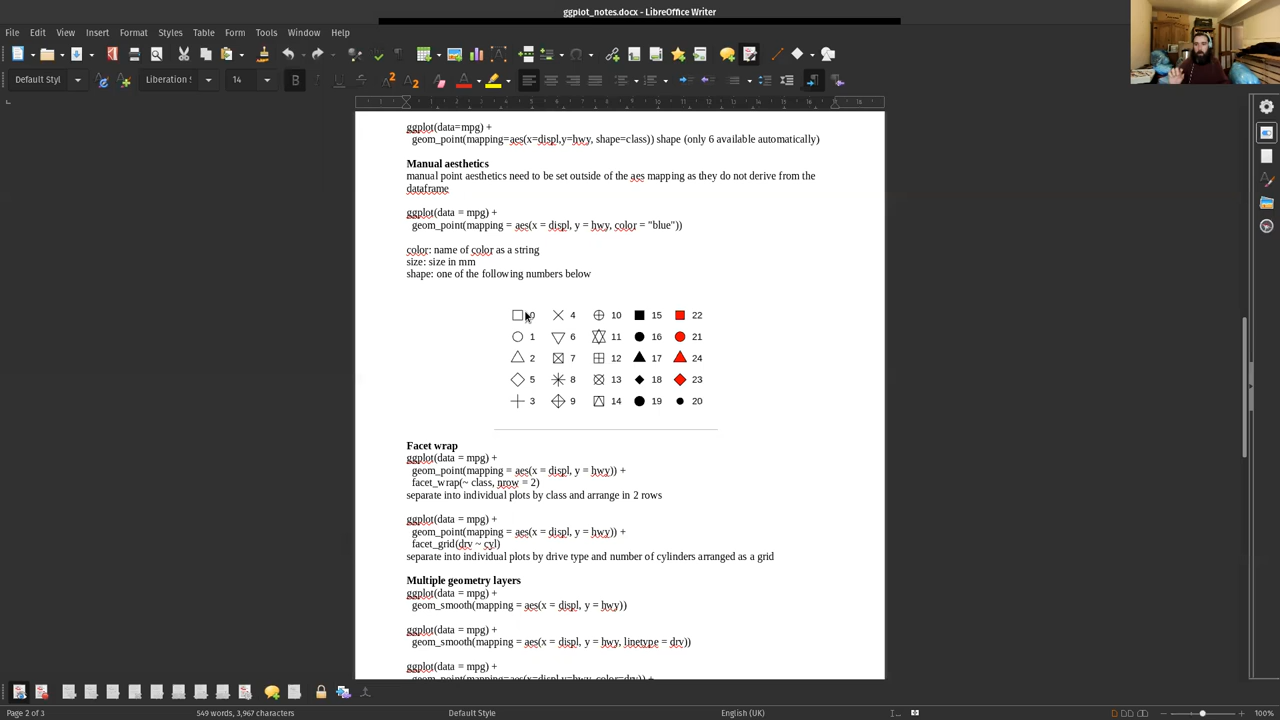 ggplot_notes.docx - LibreOffice Writer
File Edit View Insert Format Styles Table Form Tools Window Help
Default Styl Liberation S 14
ggplot(data=mpg) +
geom_point(mapping=aes(x=displ,y=hwy, shape=class)) shape (only 6 available automatically)
Manual aesthetics
manual point aesthetics need to be set outside of the aes mapping as they do not derive from the
dataframe
ggplot(data = mpg) +
geom_point(mapping = aes(x = displ, y = hwy, color = "blue"))
color: name of color as a string
size: size in mm
shape: one of the following numbers below
0 4 10 15 22
1 6 11 16 21
2 7 12 17 24
5 8 13 18 23
3 9 14 19 20
Facet wrap
ggplot(data = mpg) +
geom_point(mapping = aes(x = displ, y = hwy)) +
facet_wrap(~ class, nrow = 2)
separate into individual plots by class and arrange in 2 rows
ggplot(data = mpg) +
geom_point(mapping = aes(x = displ, y = hwy)) +
facet_grid(drv ~ cyl)
separate into individual plots by drive type and number of cylinders arranged as a grid
Multiple geometry layers
ggplot(data = mpg) +
geom_smooth(mapping = aes(x = displ, y = hwy))
ggplot(data = mpg) +
geom_smooth(mapping = aes(x = displ, y = hwy, linetype = drv))
ggplot(data = mpg) +
geom_point(mapping=aes(x=displ,y=hwy,color=drv)) +
Page 2 of 3 549 words, 3,967 characters Default Style English (UK) 100%